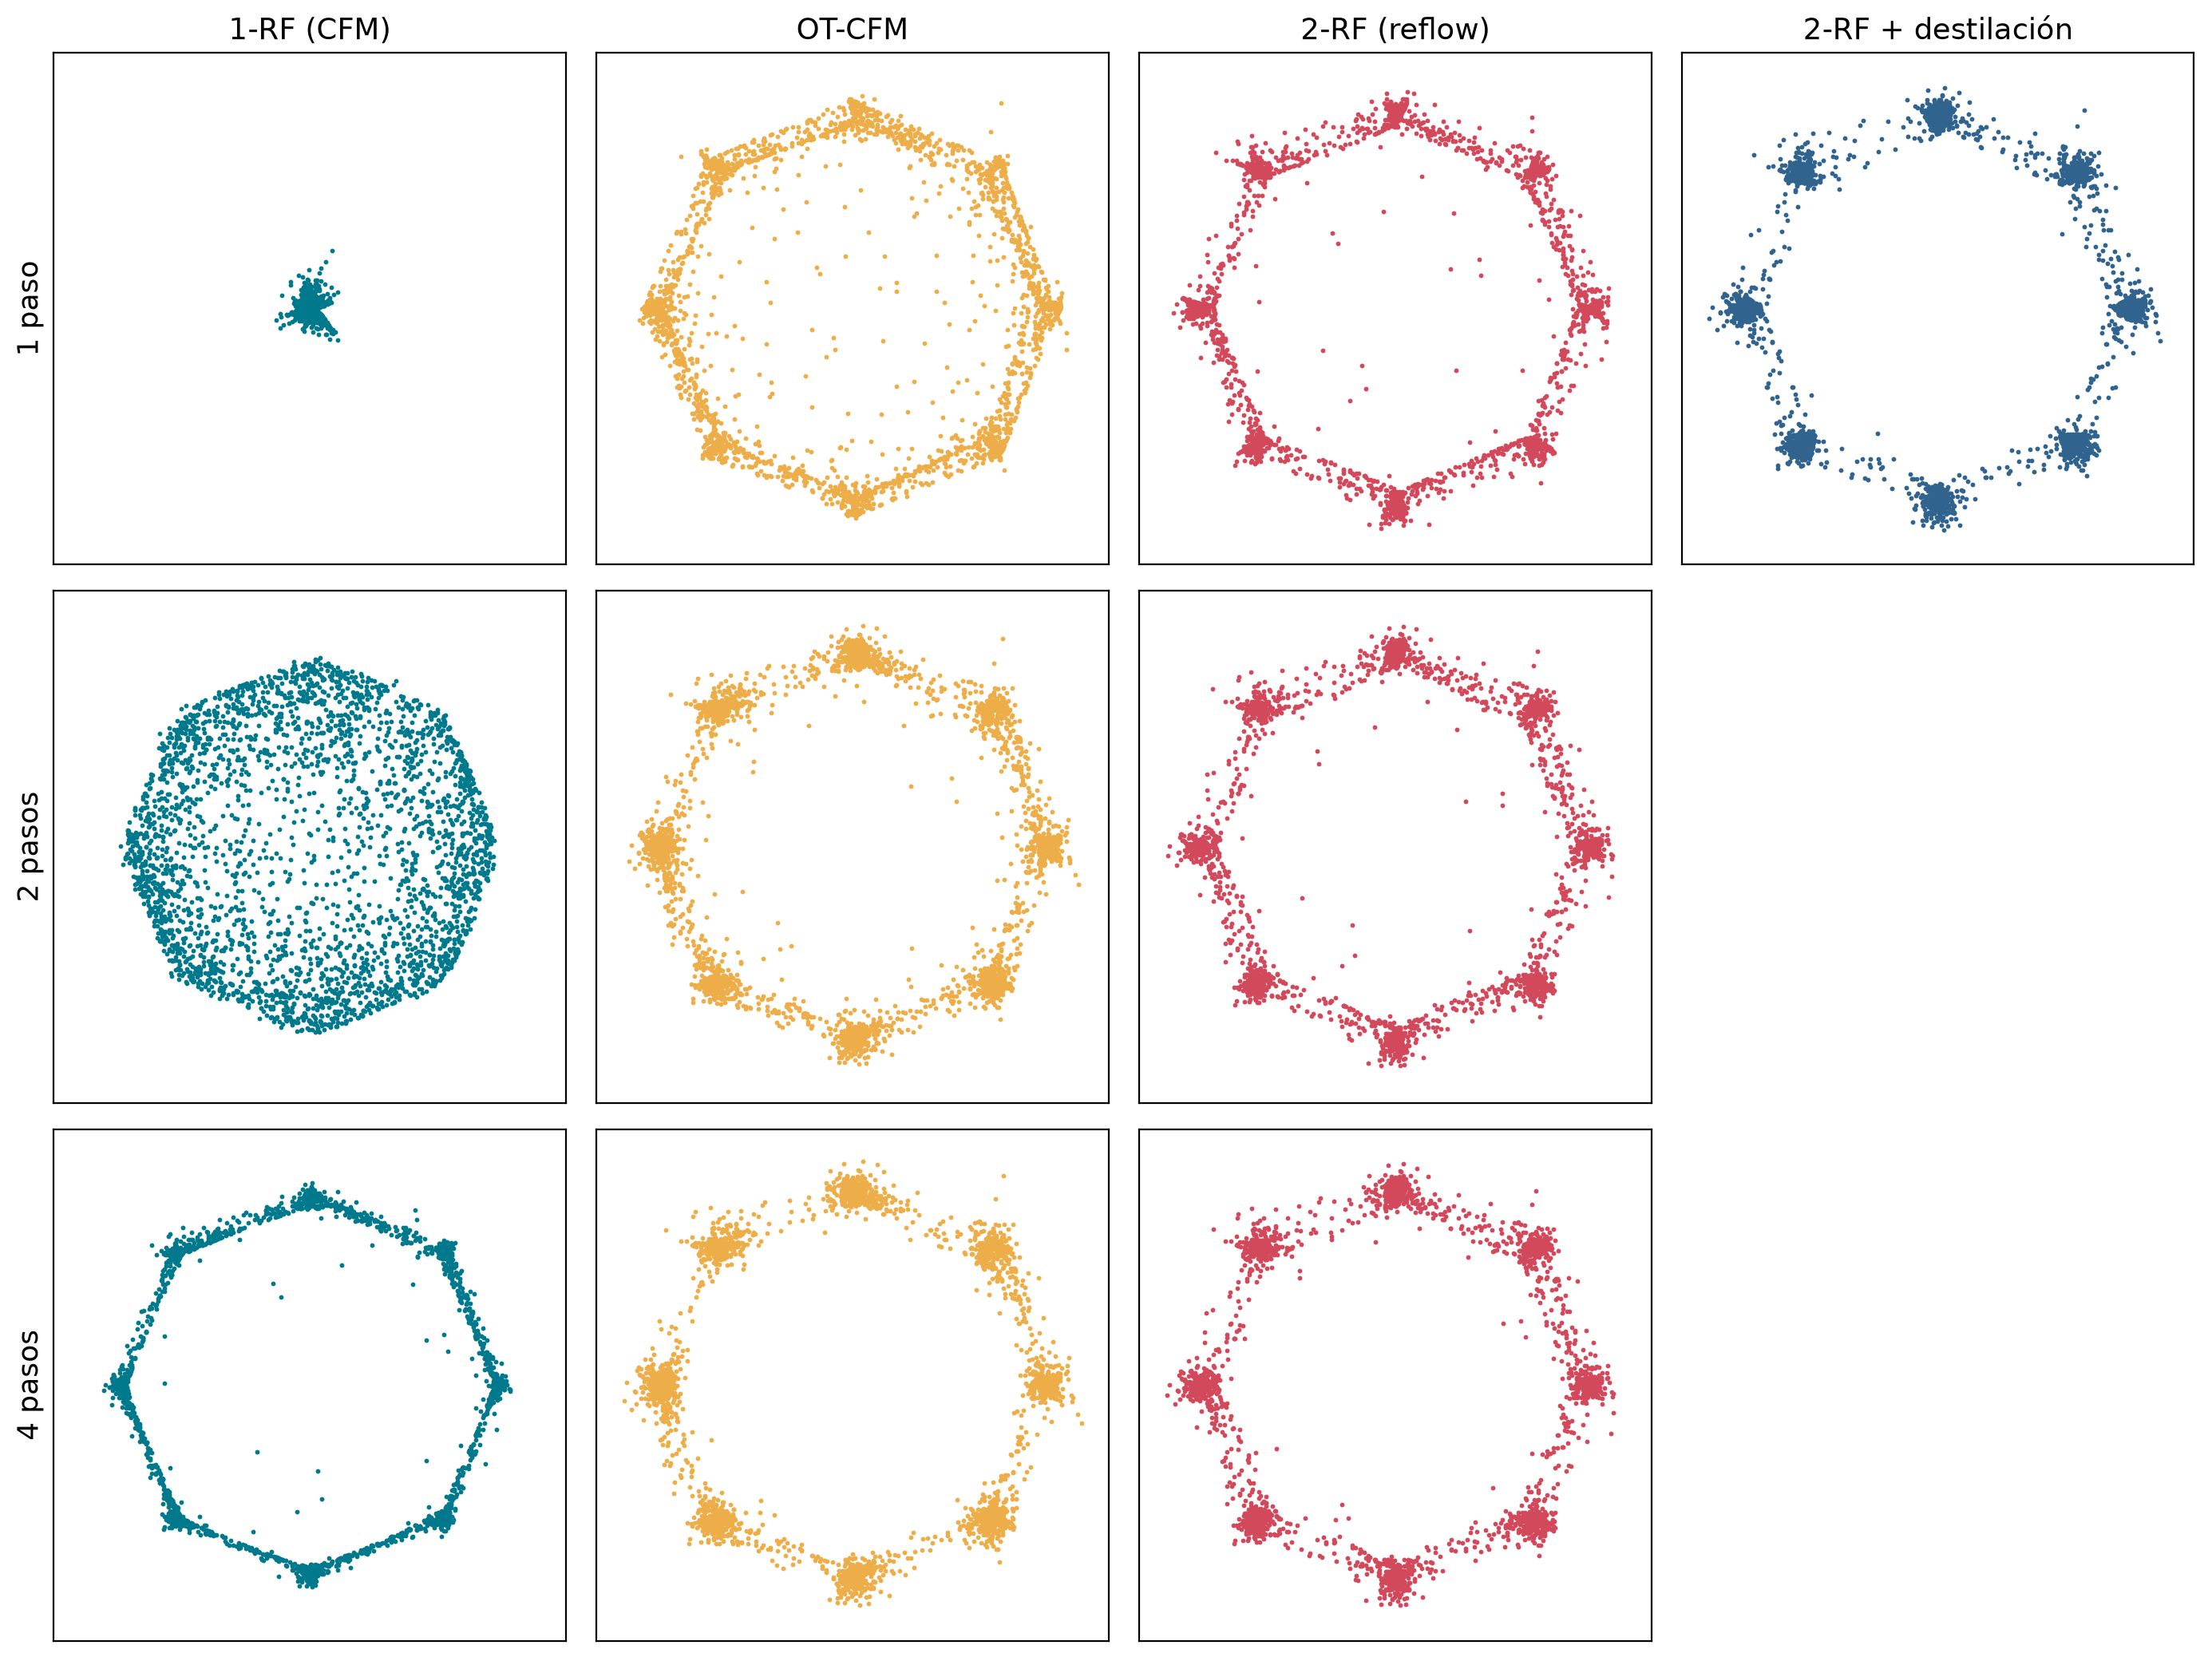 1-RF (CFM)
OT-CFM
2-RF (reflow)
2-RF + destilación
1 paso
2 pasos
4 pasos